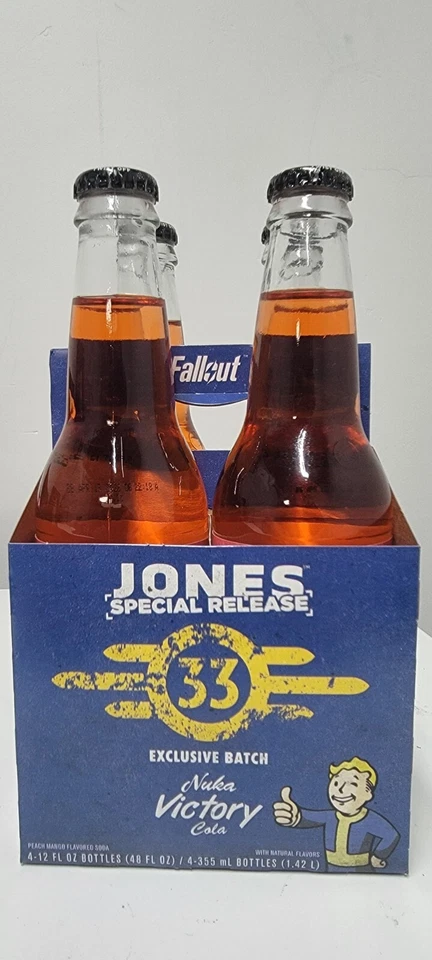 Fallout
JONES™
SPECIAL RELEASE
33
EXCLUSIVE BATCH
Nuka
Victory
Cola
PEACH MANGO FLAVORED SODA
WITH NATURAL FLAVORS
4-12 FL OZ BOTTLES (48 FL OZ) / 4-355 mL BOTTLES (1.42 L)